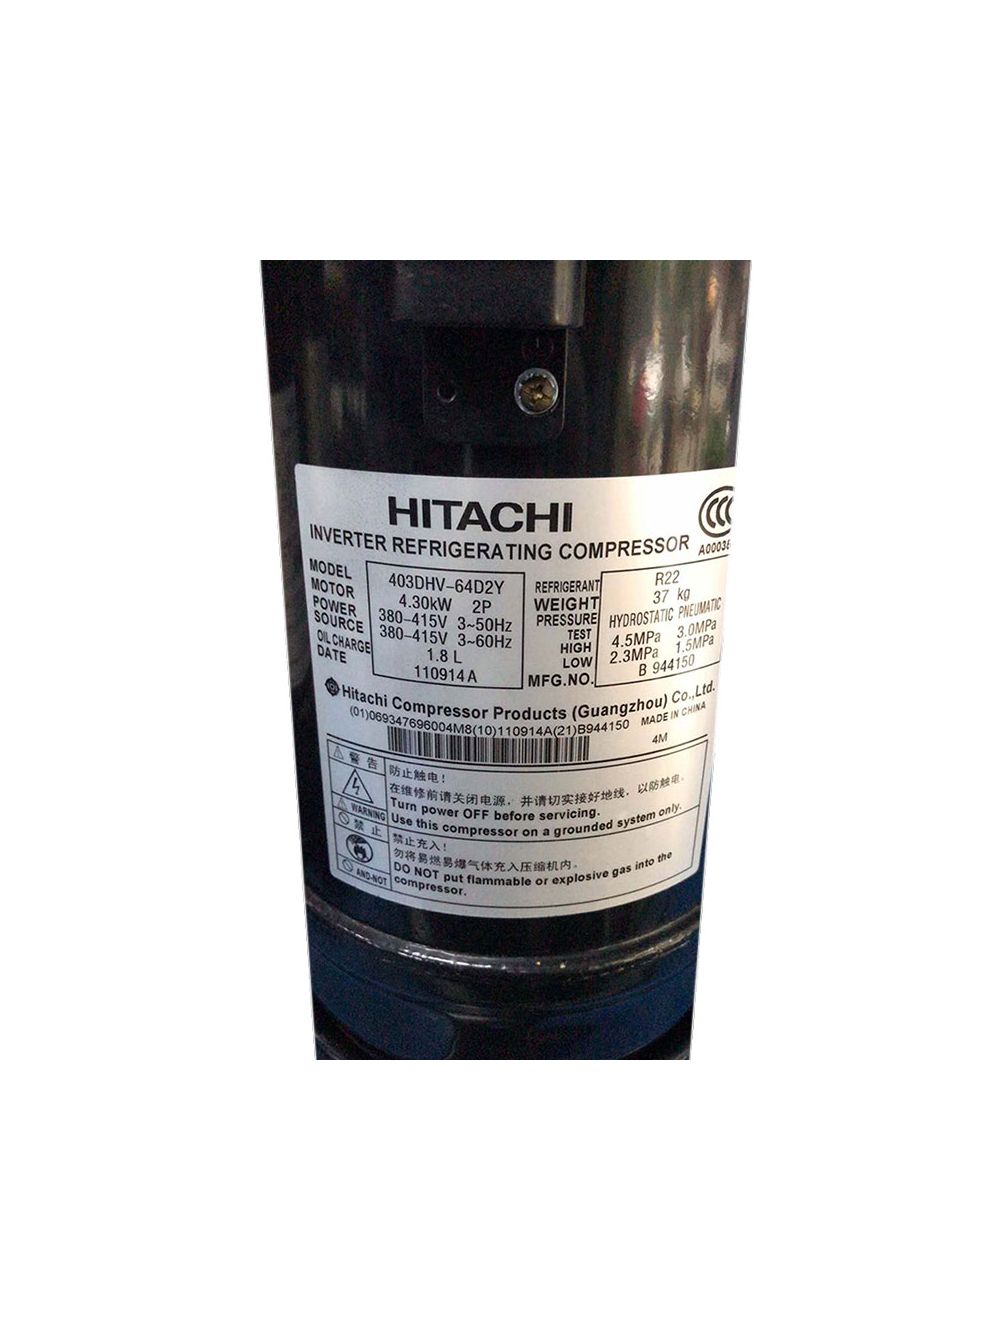 HITACHI
CCC
INVERTER REFRIGERATING COMPRESSOR
MODEL 403DHV-64D2Y
MOTOR 4.30kW 2P
POWER SOURCE 380-415V 3~50Hz
380-415V 3~60Hz
OIL CHARGE 1.8 L
DATE 110914A
REFRIGERANT R22
WEIGHT 37 kg
PRESSURE HYDROSTATIC PNEUMATIC
TEST
HIGH 4.5MPa 3.0MPa
LOW 2.3MPa 1.5MPa
MFG.NO. B 944150
Hitachi Compressor Products (Guangzhou) Co.,Ltd.
(01)069347696004M8(10)110914A(21)B944150 MADE IN CHINA
4M
警 告
防止触电!
在维修前请关闭电源，并请切实接好地线，以防触电。
Turn power OFF before servicing.
WARNING
Use this compressor on a grounded system only.
禁 止
禁止充入!
勿将易燃易爆气体充入压缩机内。
DO NOT put flammable or explosive gas into the
AND-NOT
compressor.